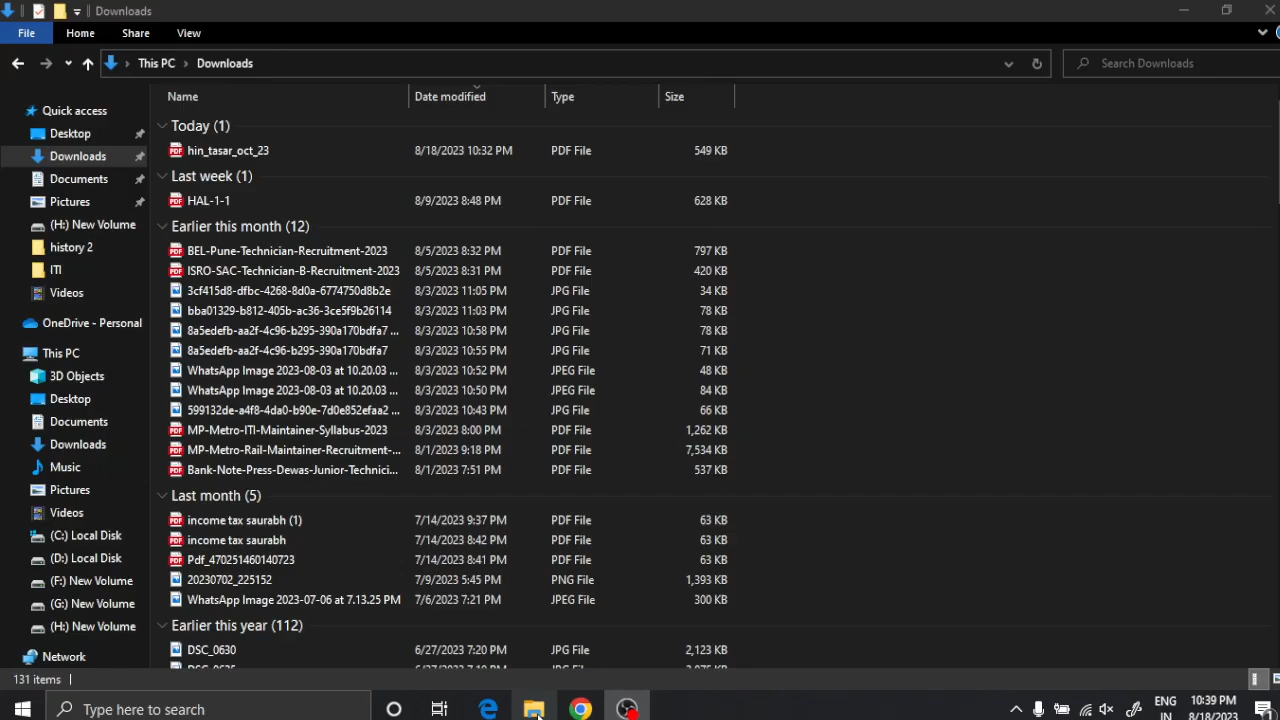 Downloads
File Home Share View
This PC Downloads Search Downloads
Name Date modified Type Size
Quick access
Desktop
Downloads
Documents
Pictures
(H:) New Volume
history 2
ITI
Videos
OneDrive - Personal
This PC
3D Objects
Desktop
Documents
Downloads
Music
Pictures
Videos
(C:) Local Disk
(D:) Local Disk
(F:) New Volume
(G:) New Volume
(H:) New Volume
Network
Today (1)
hin_tasar_oct_23 8/18/2023 10:32 PM PDF File 549 KB
Last week (1)
HAL-1-1 8/9/2023 8:48 PM PDF File 628 KB
Earlier this month (12)
BEL-Pune-Technician-Recruitment-2023 8/5/2023 8:32 PM PDF File 797 KB
ISRO-SAC-Technician-B-Recruitment-2023 8/5/2023 8:31 PM PDF File 420 KB
3cf415d8-dfbc-4268-8d0a-6774750d8b2e 8/3/2023 11:05 PM JPG File 34 KB
bba01329-b812-405b-ac36-3ce5f9b26114 8/3/2023 11:03 PM JPG File 78 KB
8a5edefb-aa2f-4c96-b295-390a170bdfa7 ... 8/3/2023 10:58 PM JPG File 78 KB
8a5edefb-aa2f-4c96-b295-390a170bdfa7 8/3/2023 10:55 PM JPG File 71 KB
WhatsApp Image 2023-08-03 at 10.20.03 ... 8/3/2023 10:52 PM JPEG File 48 KB
WhatsApp Image 2023-08-03 at 10.20.03 ... 8/3/2023 10:50 PM JPEG File 84 KB
599132de-a4f8-4da0-b90e-7d0e852efaa2 ... 8/3/2023 10:43 PM JPG File 66 KB
MP-Metro-ITI-Maintainer-Syllabus-2023 8/3/2023 8:00 PM PDF File 1,262 KB
MP-Metro-Rail-Maintainer-Recruitment-... 8/1/2023 9:18 PM PDF File 7,534 KB
Bank-Note-Press-Dewas-Junior-Technici... 8/1/2023 7:51 PM PDF File 537 KB
Last month (5)
income tax saurabh (1) 7/14/2023 9:37 PM PDF File 63 KB
income tax saurabh 7/14/2023 8:42 PM PDF File 63 KB
Pdf_470251460140723 7/14/2023 8:41 PM PDF File 63 KB
20230702_225152 7/9/2023 5:45 PM PNG File 1,393 KB
WhatsApp Image 2023-07-06 at 7.13.25 PM 7/6/2023 7:21 PM JPEG File 300 KB
Earlier this year (112)
DSC_0630 6/27/2023 7:20 PM JPG File 2,123 KB
131 items
Type here to search
ENG
IN
10:39 PM
8/18/2023